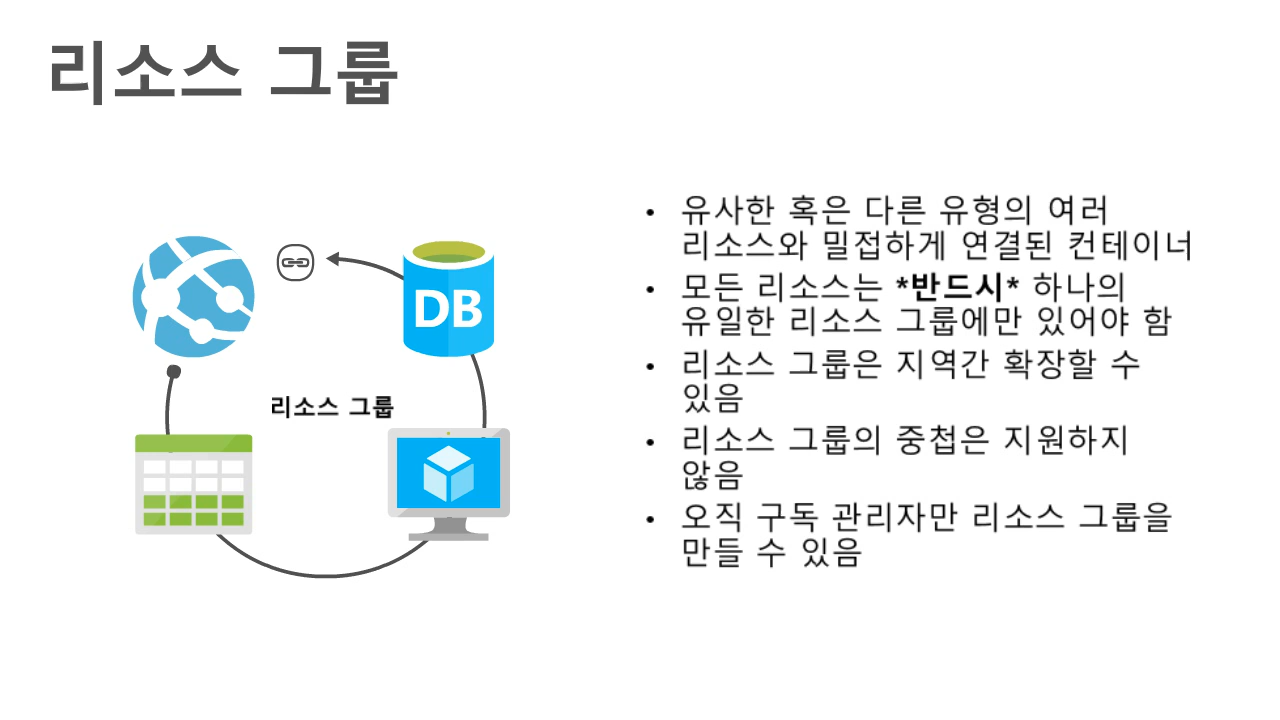 리소스 그룹
DB
리소스 그룹
• 유사한 혹은 다른 유형의 여러
리소스와 밀접하게 연결된 컨테이너
• 모든 리소스는 *반드시* 하나의
유일한 리소스 그룹에만 있어야 함
• 리소스 그룹은 지역간 확장할 수
있음
• 리소스 그룹의 중첩은 지원하지
않음
• 오직 구독 관리자만 리소스 그룹을
만들 수 있음